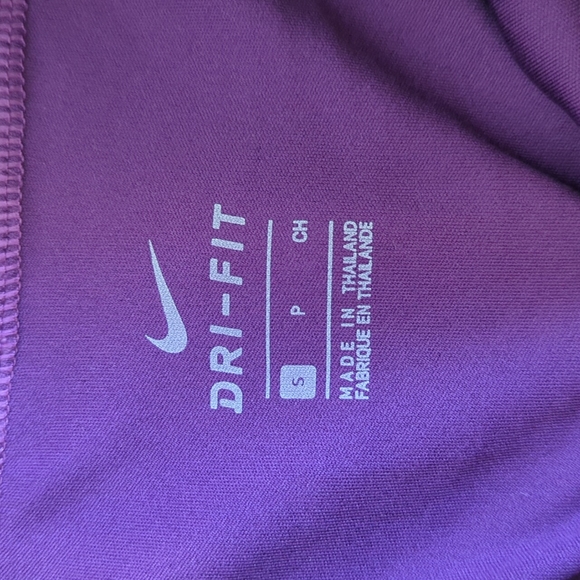 DRI-FIT
S P CH
MADE IN THAILAND
FABRIQUE EN THAILANDE